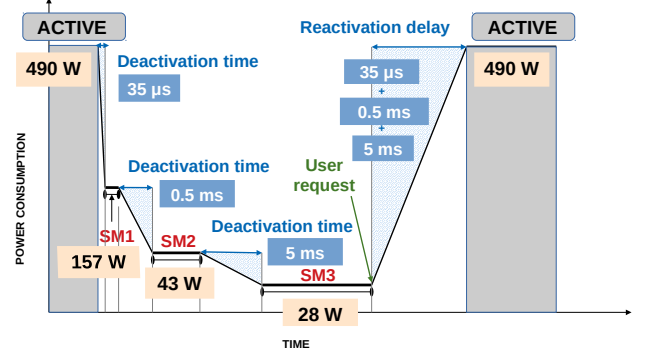 ACTIVE
Reactivation delay
ACTIVE
490 W
Deactivation time
35 µs
35 µs
+
0.5 ms
+
5 ms
490 W
POWER CONSUMPTION
Deactivation time
0.5 ms
User
request
Deactivation time
5 ms
SM1
SM2
SM3
157 W
43 W
28 W
TIME